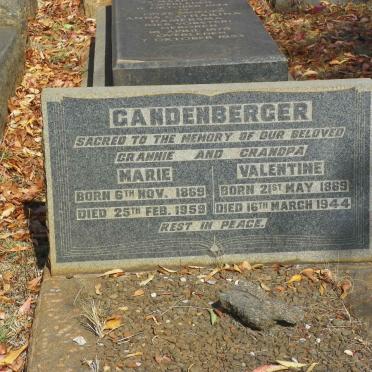 GANDENBERGER
SACRED TO THE MEMORY OF OUR BELOVED
GRANNIE AND GRANDPA
MARIE VALENTINE
BORN 6TH NOV. 1869 BORN 21ST MAY 1869
DIED 25TH FEB. 1959 DIED 16TH MARCH 1944
REST IN PEACE.